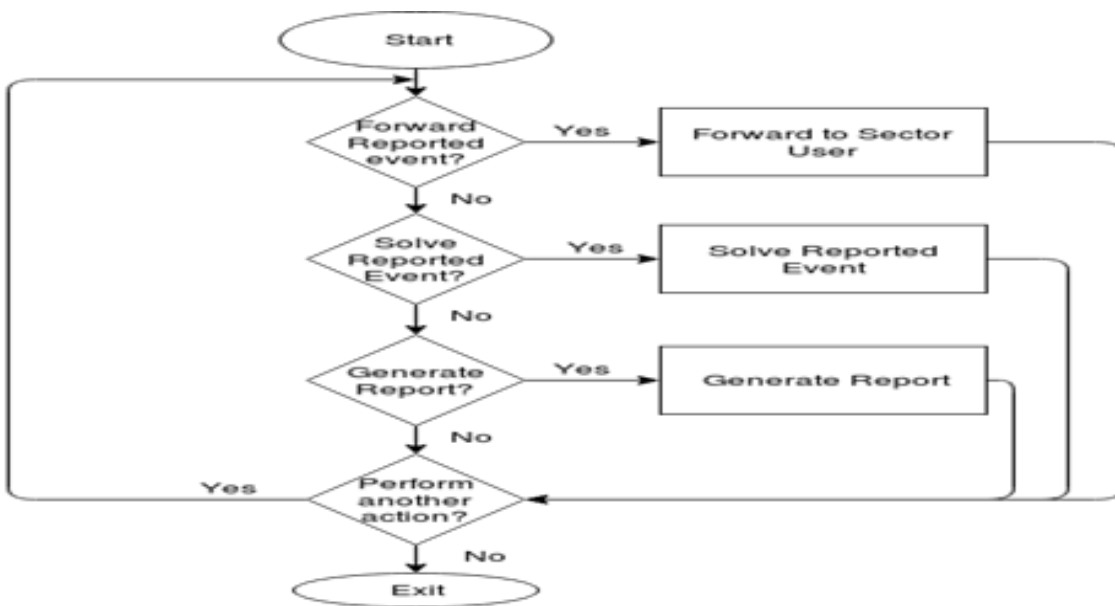 Start
Forward
Reported
event?
Yes
Forward to Sector
User
No
Solve
Reported
Event?
Yes
Solve Reported
Event
No
Generate
Report?
Yes
Generate Report
No
Perform
another
action?
Yes
No
Exit